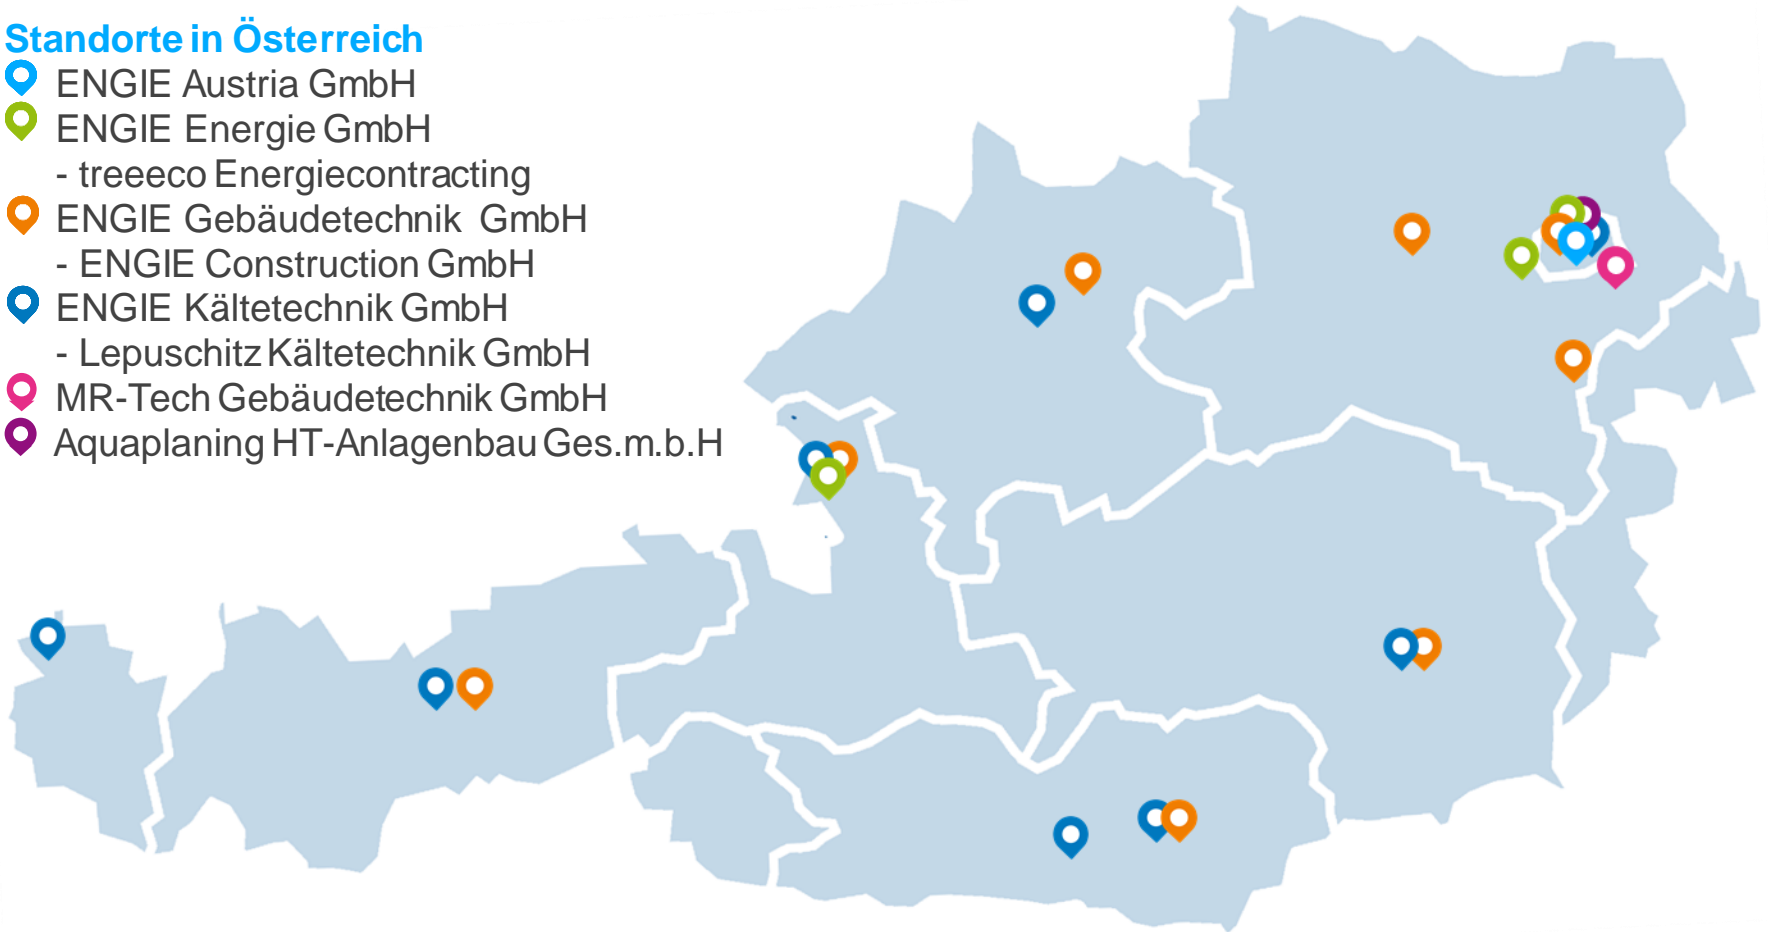 Standorte in Österreich
ENGIE Austria GmbH
ENGIE Energie GmbH
- treeeco Energiecontracting
ENGIE Gebäudetechnik GmbH
- ENGIE Construction GmbH
ENGIE Kältetechnik GmbH
- Lepuschitz Kältetechnik GmbH
MR-Tech Gebäudetechnik GmbH
Aquaplaning HT-Anlagenbau Ges.m.b.H